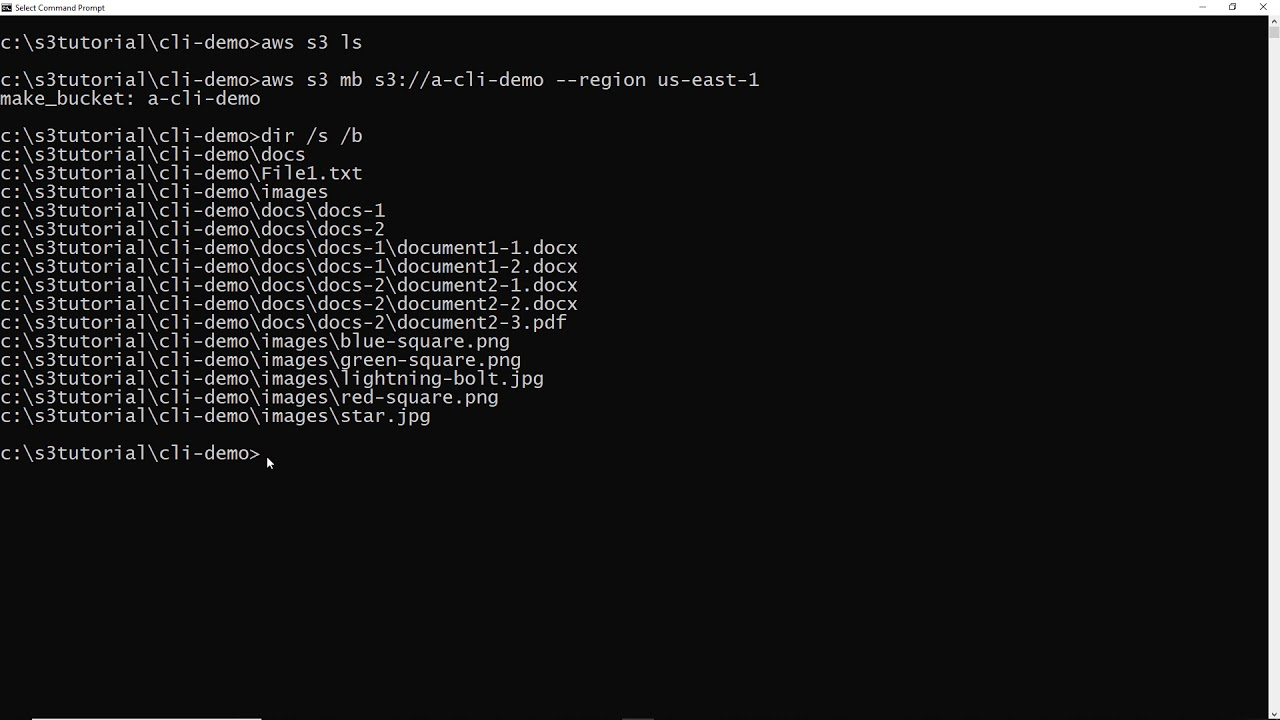 Select Command Prompt
c:\s3tutorial\cli-demo>aws s3 ls
c:\s3tutorial\cli-demo>aws s3 mb s3://a-cli-demo --region us-east-1
make_bucket: a-cli-demo
c:\s3tutorial\cli-demo>dir /s /b
c:\s3tutorial\cli-demo\docs
c:\s3tutorial\cli-demo\File1.txt
c:\s3tutorial\cli-demo\images
c:\s3tutorial\cli-demo\docs\docs-1
c:\s3tutorial\cli-demo\docs\docs-2
c:\s3tutorial\cli-demo\docs\docs-1\document1-1.docx
c:\s3tutorial\cli-demo\docs\docs-1\document1-2.docx
c:\s3tutorial\cli-demo\docs\docs-2\document2-1.docx
c:\s3tutorial\cli-demo\docs\docs-2\document2-2.docx
c:\s3tutorial\cli-demo\docs\docs-2\document2-3.pdf
c:\s3tutorial\cli-demo\images\blue-square.png
c:\s3tutorial\cli-demo\images\green-square.png
c:\s3tutorial\cli-demo\images\lightning-bolt.jpg
c:\s3tutorial\cli-demo\images\red-square.png
c:\s3tutorial\cli-demo\images\star.jpg
c:\s3tutorial\cli-demo>